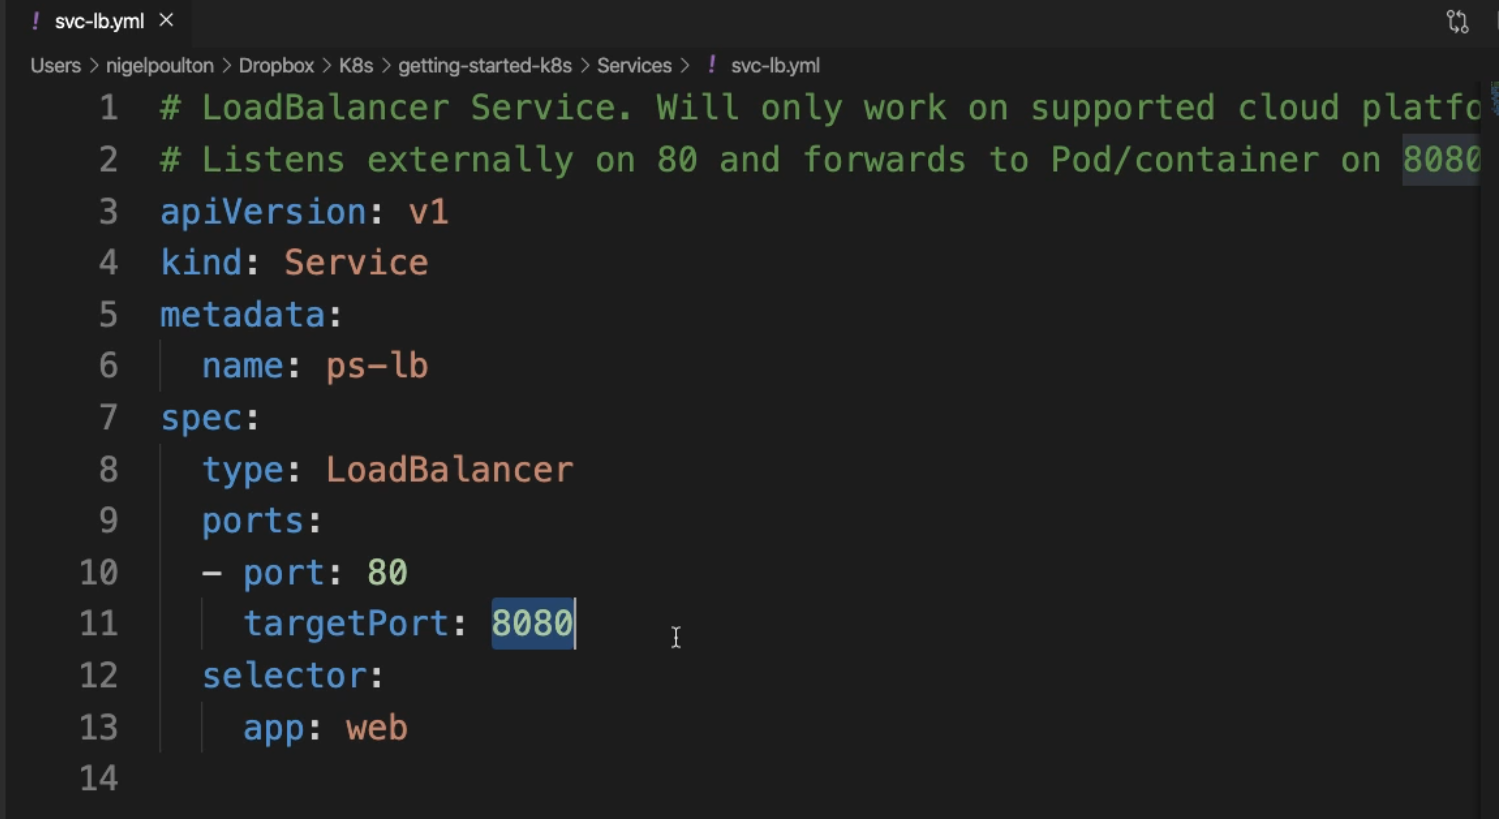 ! svc-lb.yml ×
Users > nigelpoulton > Dropbox > K8s > getting-started-k8s > Services > ! svc-lb.yml
1 # LoadBalancer Service. Will only work on supported cloud platfo
2 # Listens externally on 80 and forwards to Pod/container on 8080
3 apiVersion: v1
4 kind: Service
5 metadata:
6   name: ps-lb
7 spec:
8   type: LoadBalancer
9   ports:
10   - port: 80
11     targetPort: 8080
12   selector:
13     app: web
14